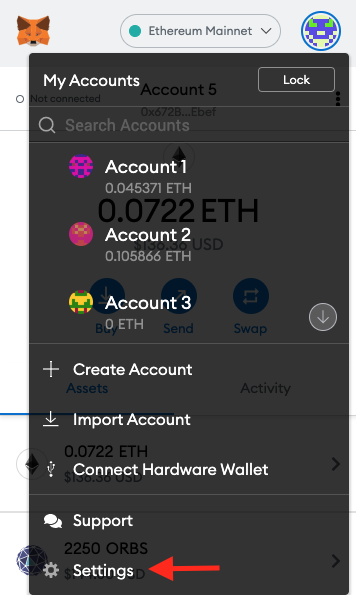 Ethereum Mainnet
My Accounts
Lock
Account 5
Not connected
0x672B...Ebef
Search Accounts
Account 1
0.045371 ETH
0.0722 ETH
Account 2
$136.36 USD
0.105866 ETH
Account 3
0 ETH
Buy
Send
Swap
Create Account
Assets
Activity
Import Account
0.0722 ETH
Connect Hardware Wallet
$136.36 USD
Support
2250 ORBS
Settings